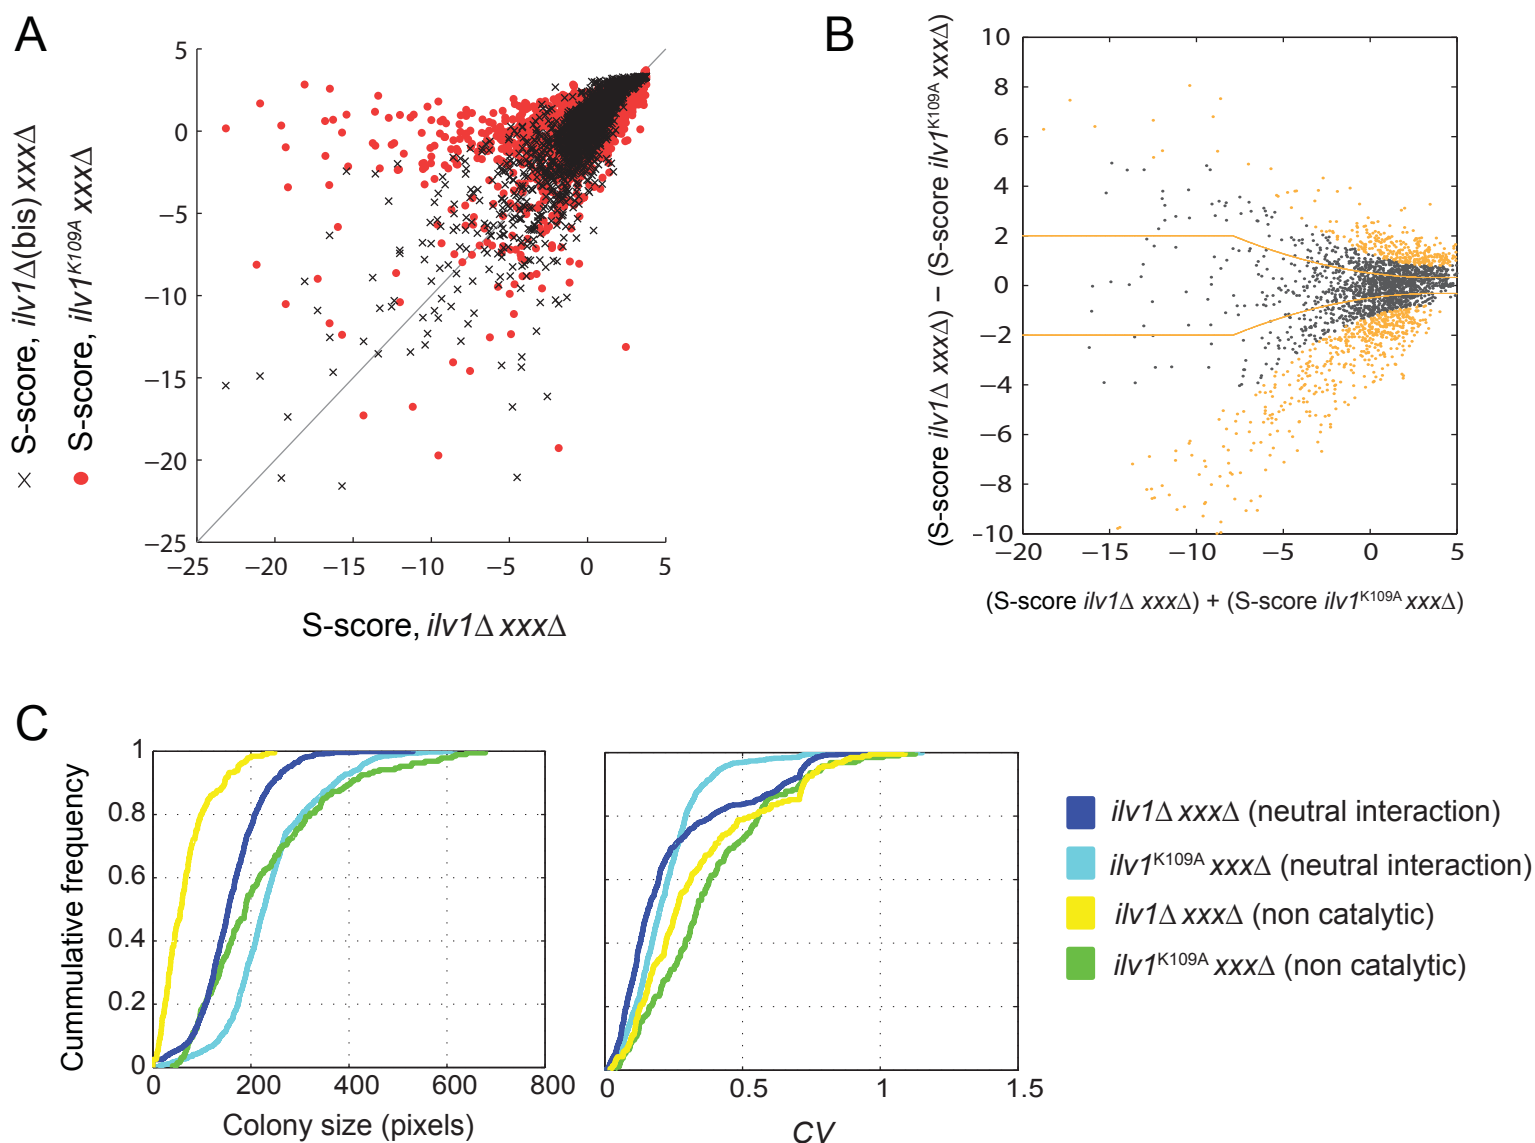 A
× S-score, ilv1Δ(bis) xxxΔ
● S-score, ilv1K109A xxxΔ
5
0
−5
−10
−15
−20
−25
−25 −20 −15 −10 −5 0 5
S-score, ilv1Δ xxxΔ
B
(S-score ilv1Δ xxxΔ) − (S-score ilv1K109A xxxΔ)
10
8
6
4
2
0
−2
−4
−6
−8
-10
−20 −15 −10 −5 0 5
(S-score ilv1Δ xxxΔ) + (S-score ilv1K109A xxxΔ)
C
Cummulative frequency
1
0.8
0.6
0.4
0.2
0
0 200 400 600 800
Colony size (pixels)
0 0.5 1 1.5
CV
ilv1Δ xxxΔ (neutral interaction)
ilv1K109A xxxΔ (neutral interaction)
ilv1Δ xxxΔ (non catalytic)
ilv1K109A xxxΔ (non catalytic)